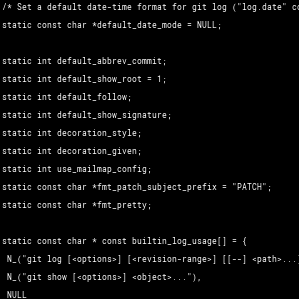 /* Set a default date-time format for git log ("log.date" co
static const char *default_date_mode = NULL;
static int default_abbrev_commit;
static int default_show_root = 1;
static int default_follow;
static int default_show_signature;
static int decoration_style;
static int decoration_given;
static int use_mailmap_config;
static const char *fmt_patch_subject_prefix = "PATCH";
static const char *fmt_pretty;
static const char * const builtin_log_usage[] = {
N_("git log [<options>] [<revision-range>] [[--] <path>...]
N_("git show [<options>] <object>..."),
NULL